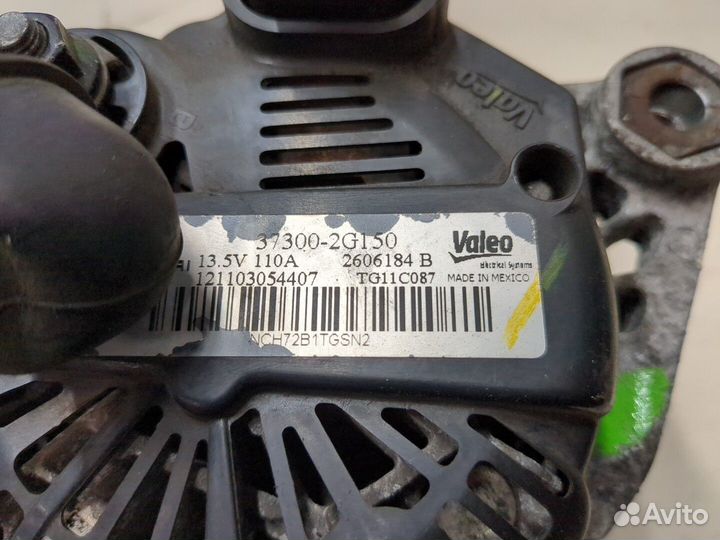 Valeo
37300-2G150
13.5V 110A 2606184 B
121103054407 TG11C087
Valeo
Electrical Systems
MADE IN MEXICO
NCH72B1TGSN2
Avito